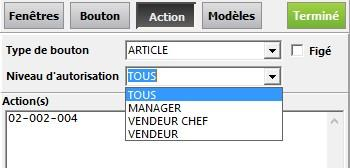 Fenêtres Bouton Action Modèles Terminé
Type de bouton ARTICLE Figé
Niveau d'autorisation TOUS
TOUS
MANAGER
VENDEUR CHEF
VENDEUR
Action(s)
02-002-004